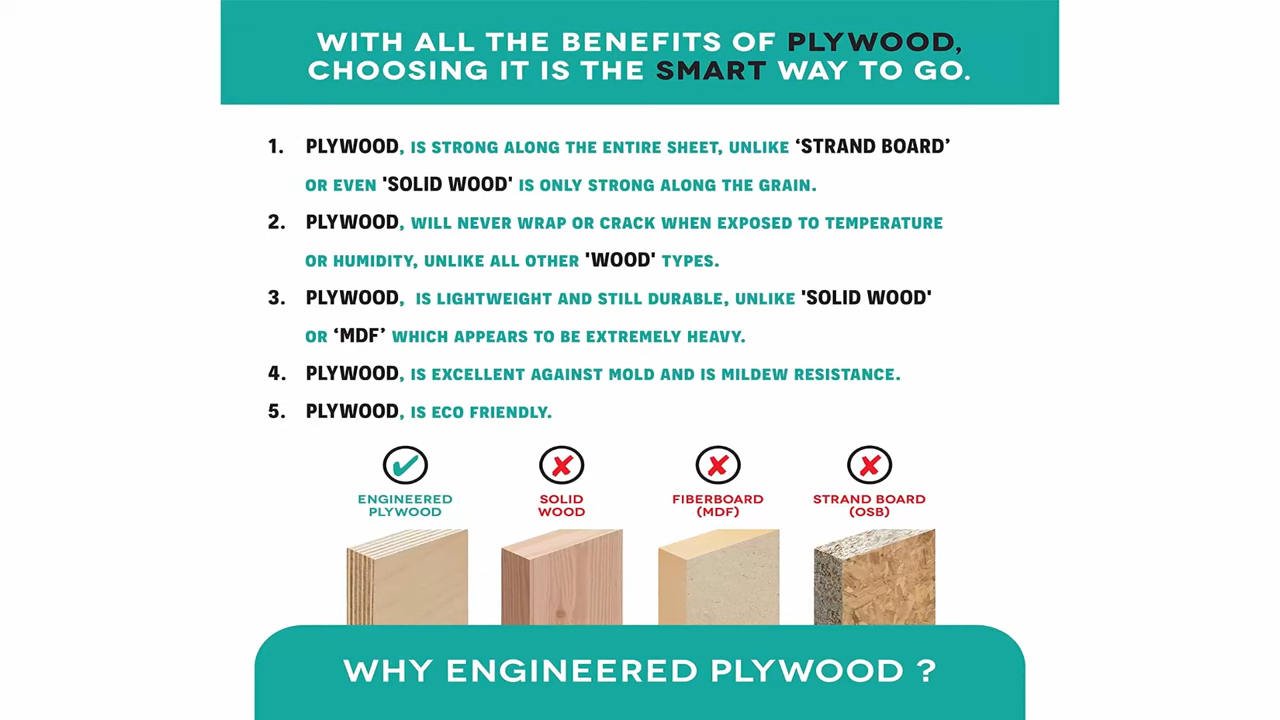 WITH ALL THE BENEFITS OF PLYWOOD,
CHOOSING IT IS THE SMART WAY TO GO.
1. PLYWOOD, IS STRONG ALONG THE ENTIRE SHEET, UNLIKE ‘STRAND BOARD’
OR EVEN 'SOLID WOOD' IS ONLY STRONG ALONG THE GRAIN.
2. PLYWOOD, WILL NEVER WRAP OR CRACK WHEN EXPOSED TO TEMPERATURE
OR HUMIDITY, UNLIKE ALL OTHER 'WOOD' TYPES.
3. PLYWOOD, IS LIGHTWEIGHT AND STILL DURABLE, UNLIKE 'SOLID WOOD'
OR ‘MDF’ WHICH APPEARS TO BE EXTREMELY HEAVY.
4. PLYWOOD, IS EXCELLENT AGAINST MOLD AND IS MILDEW RESISTANCE.
5. PLYWOOD, IS ECO FRIENDLY.
ENGINEERED
PLYWOOD
SOLID
WOOD
FIBERBOARD
(MDF)
STRAND BOARD
(OSB)
WHY ENGINEERED PLYWOOD ?